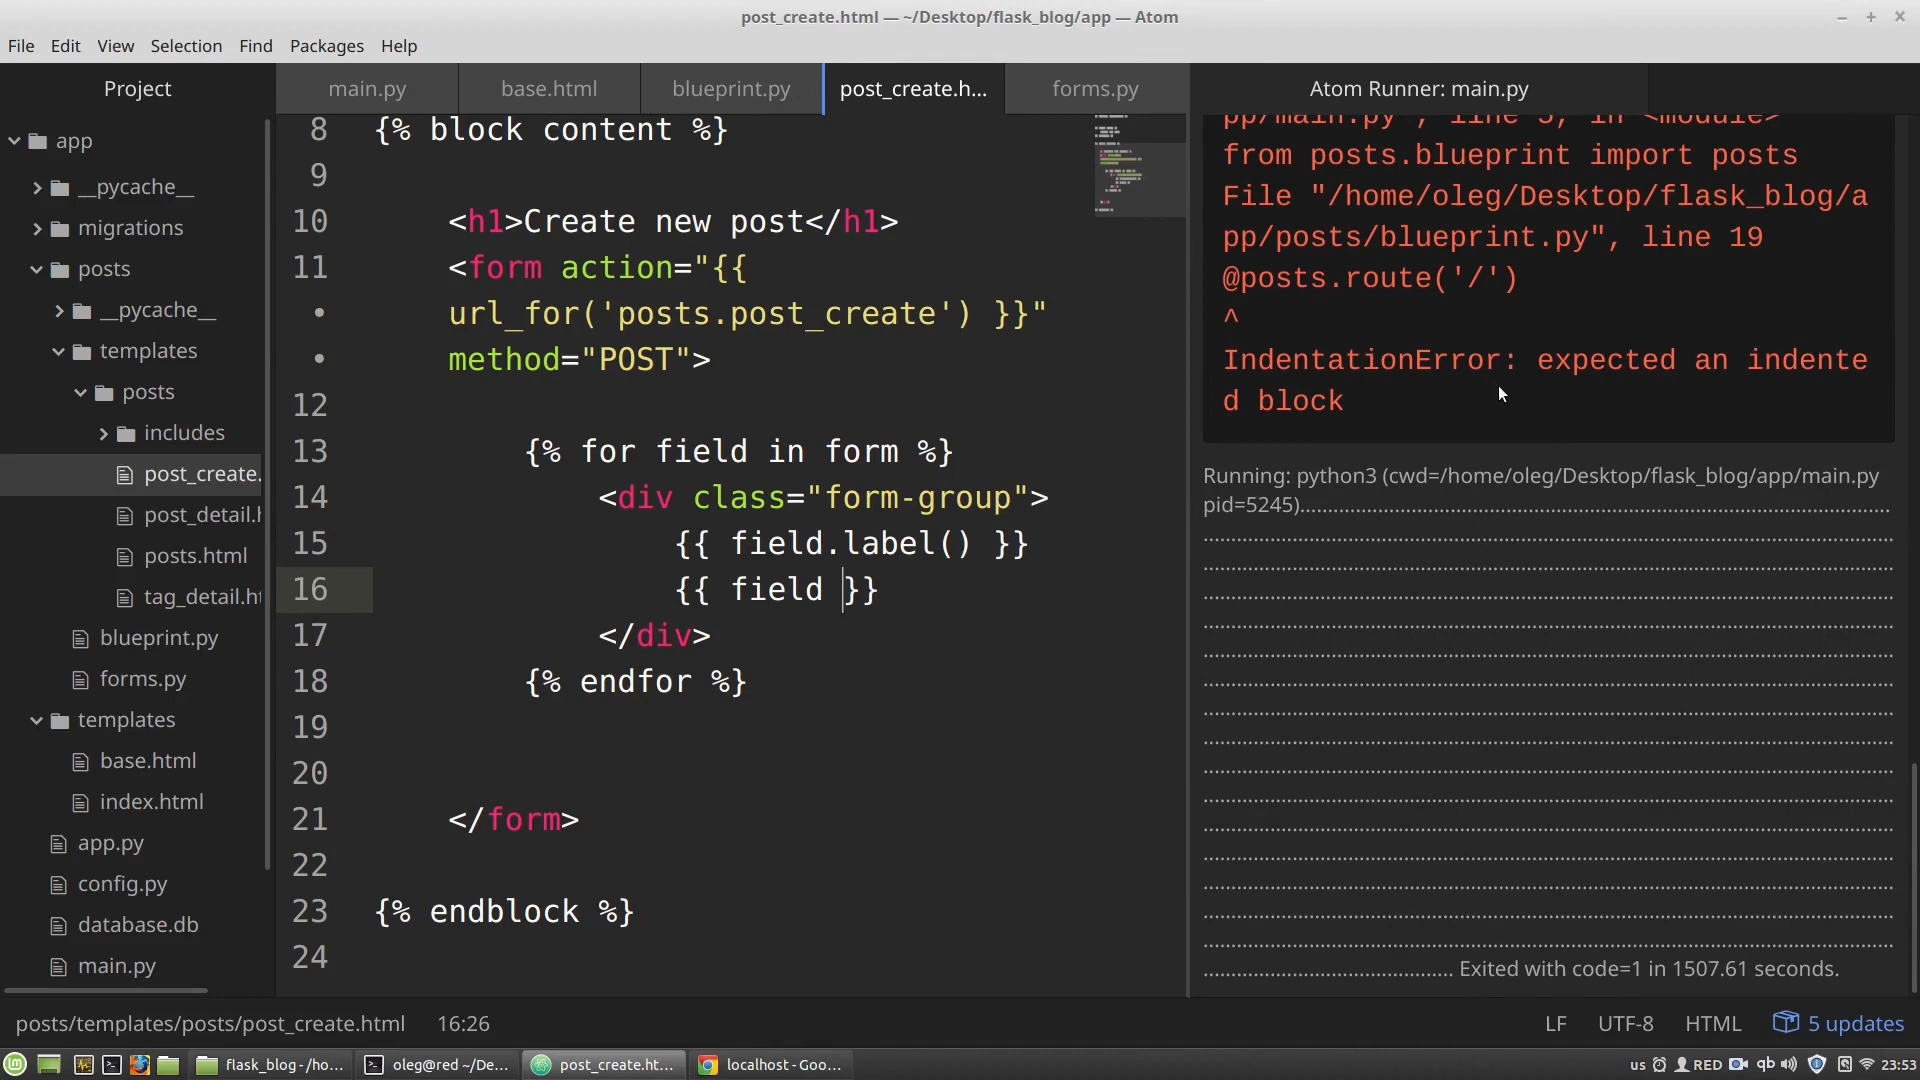 post_create.html — ~/Desktop/flask_blog/app — Atom
File Edit View Selection Find Packages Help
Project
main.py base.html blueprint.py post_create.h... forms.py Atom Runner: main.py
app
__pycache__
migrations
posts
__pycache__
templates
posts
includes
post_create.
post_detail.h
posts.html
tag_detail.ht
blueprint.py
forms.py
templates
base.html
index.html
app.py
config.py
database.db
main.py
8 {% block content %}
9
10 <h1>Create new post</h1>
11 <form action="{{
• url_for('posts.post_create') }}"
• method="POST">
12
13 {% for field in form %}
14 <div class="form-group">
15 {{ field.label() }}
16 {{ field }}
17 </div>
18 {% endfor %}
19
20
21 </form>
22
23 {% endblock %}
24
pp/main.py", line 5, in <module>
from posts.blueprint import posts
File "/home/oleg/Desktop/flask_blog/a
pp/posts/blueprint.py", line 19
@posts.route('/')
^
IndentationError: expected an indente
d block
Running: python3 (cwd=/home/oleg/Desktop/flask_blog/app/main.py
pid=5245)
Exited with code=1 in 1507.61 seconds.
posts/templates/posts/post_create.html 16:26 LF UTF-8 HTML 5 updates
flask_blog - /ho... oleg@red ~/De... post_create.ht... localhost - Goo... us RED qb 23:53